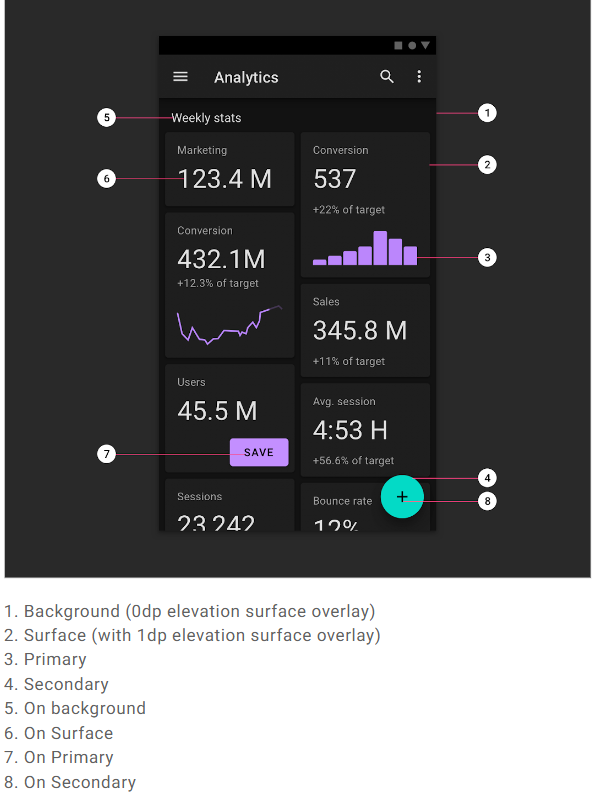 Analytics
5
Weekly stats
1
Marketing
6
123.4 M
Conversion
537
+22% of target
2
3
Conversion
432.1M
+12.3% of target
Sales
345.8 M
+11% of target
Users
45.5 M
7
SAVE
Avg. session
4:53 H
+56.6% of target
4
8
Sessions
23 242
Bounce rate
12%
+
1. Background (0dp elevation surface overlay)
2. Surface (with 1dp elevation surface overlay)
3. Primary
4. Secondary
5. On background
6. On Surface
7. On Primary
8. On Secondary